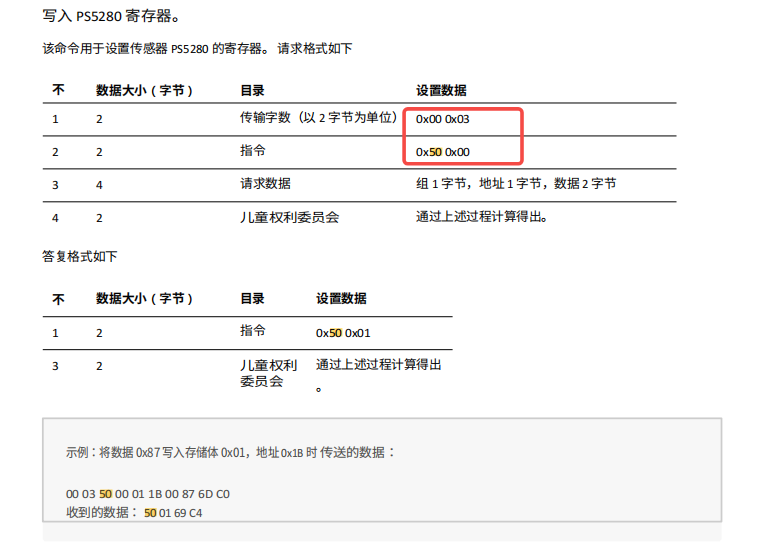 写入 PS5280 寄存器。
该命令用于设置传感器 PS5280 的寄存器。 请求格式如下
不 数据大小（字节） 目录 设置数据
1 2 传输字数（以 2 字节为单位） 0x00 0x03
2 2 指令 0x50 0x00
3 4 请求数据 组 1 字节，地址 1 字节，数据 2 字节
4 2 儿童权利委员会 通过上述过程计算得出。
答复格式如下
不 数据大小（字节） 目录 设置数据
1 2 指令 0x50 0x01
3 2 儿童权利 通过上述过程计算得出
委员会 。
示例：将数据 0x87 写入存储体 0x01，地址 0x1B 时 传送的数据：
00 03 50 00 01 1B 00 87 6D C0
收到的数据： 50 01 69 C4